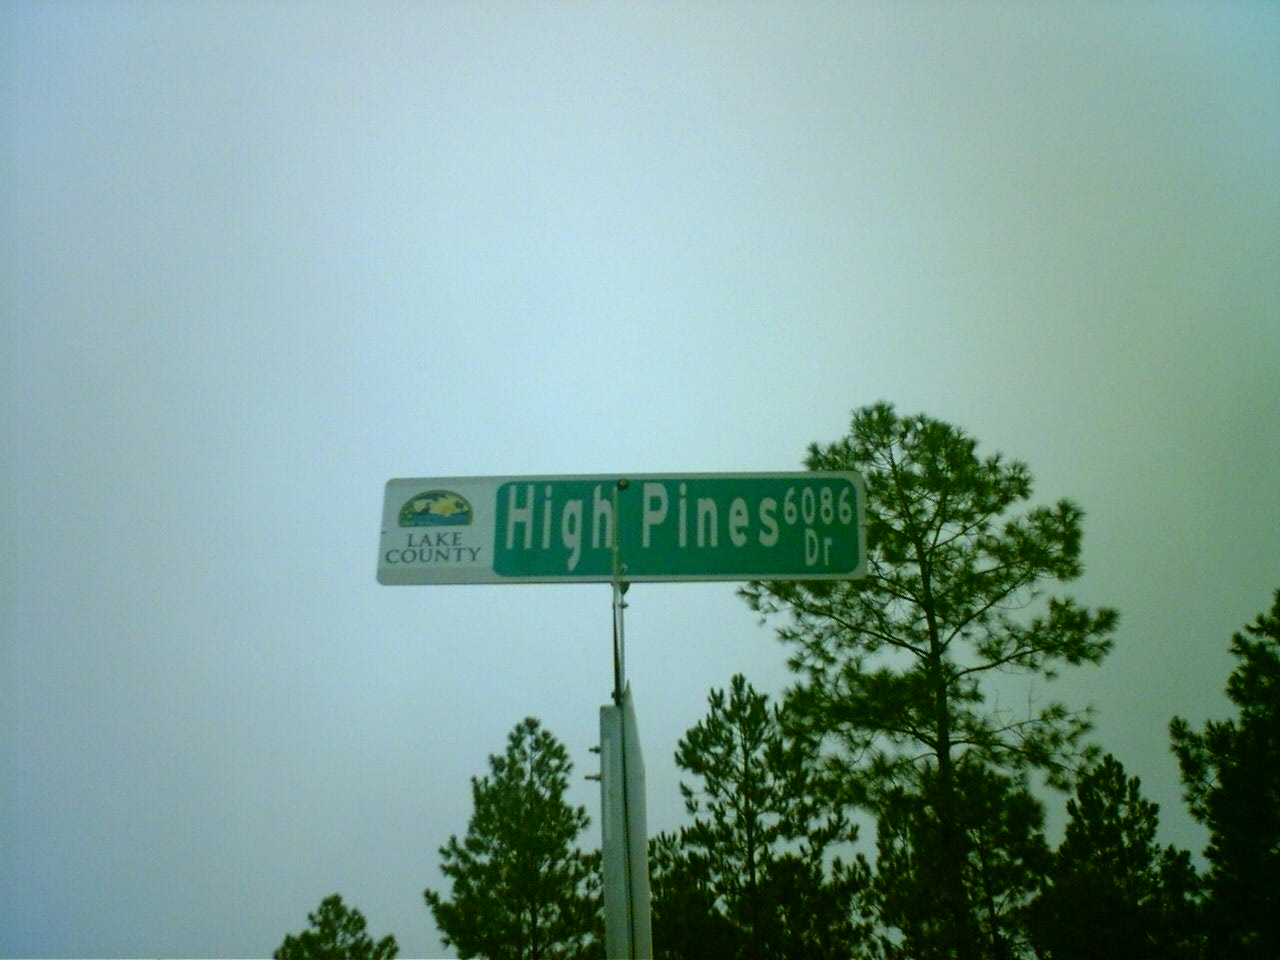 LAKE
COUNTY
High Pines 6086
Dr